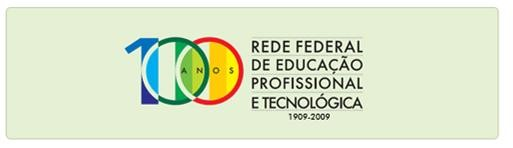 100
ANOS
REDE FEDERAL
DE EDUCAÇÃO
PROFISSIONAL
E TECNOLÓGICA
1909-2009